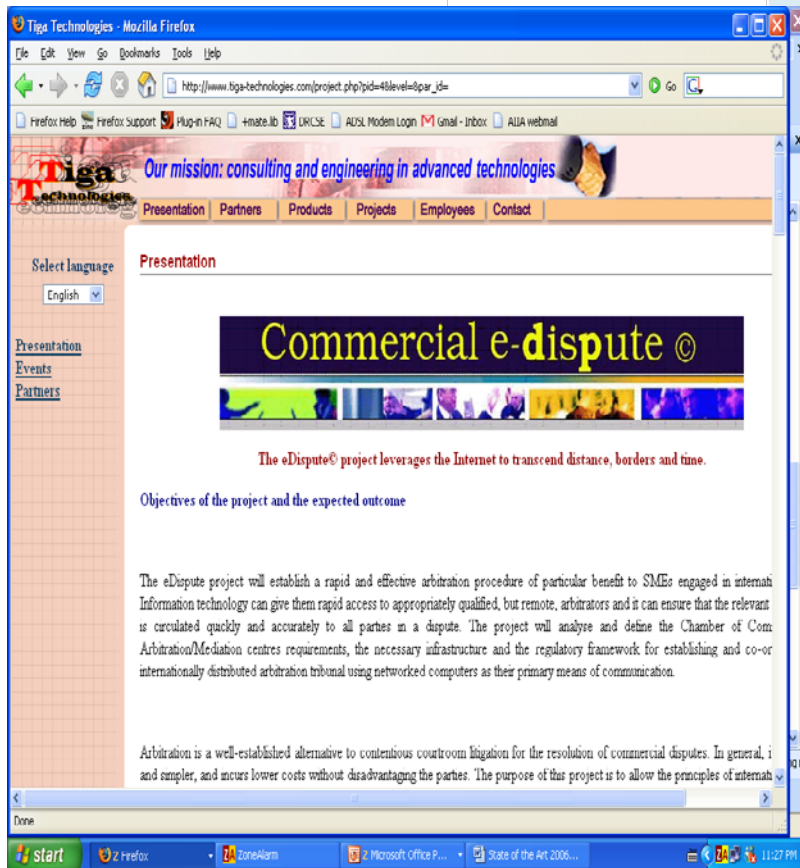 Tiga Technologies - Mozilla Firefox
File Edit View Go Bookmarks Tools Help
http://www.tiga-technologies.com/project.php?pid=48level=8par_id= Go
Firefox Help Firefox Support Plug-in FAQ +mate.lib DRCSE ADSL Modem Login Gmail - Inbox AIIA webmail
Tiga
Technologies
Our mission: consulting and engineering in advanced technologies
Presentation Partners Products Projects Employees Contact
Select language
English
Presentation
Events
Partners
Presentation
Commercial e-dispute ©
The eDispute© project leverages the Internet to transcend distance, borders and time.
Objectives of the project and the expected outcome
The eDispute project will establish a rapid and effective arbitration procedure of particular benefit to SMEs engaged in internati
Information technology can give them rapid access to appropriately qualified, but remote, arbitrators and it can ensure that the relevant
is circulated quckly and accurately to all parties in a dispute. The project will analyse and define the Chamber of Com
Arbitration/Mediation centres requirements, the necessary infrastructure and the regulatory framework for establishing and co-or
internationally distributed arbitration tribunal using networked computers as their primary means of communication.
Arbitration is a well-established alternative to contentious courtroom litigation for the resolution of commercial disputes. In general, i
and simpler, and incurs lower costs without disadvantaging the parties. The purpose of this project is to allow the principles of internati
Done
start 2 Firefox ZoneAlarm 2 Microsoft Office P... State of the Art 2006... 11:27 PM